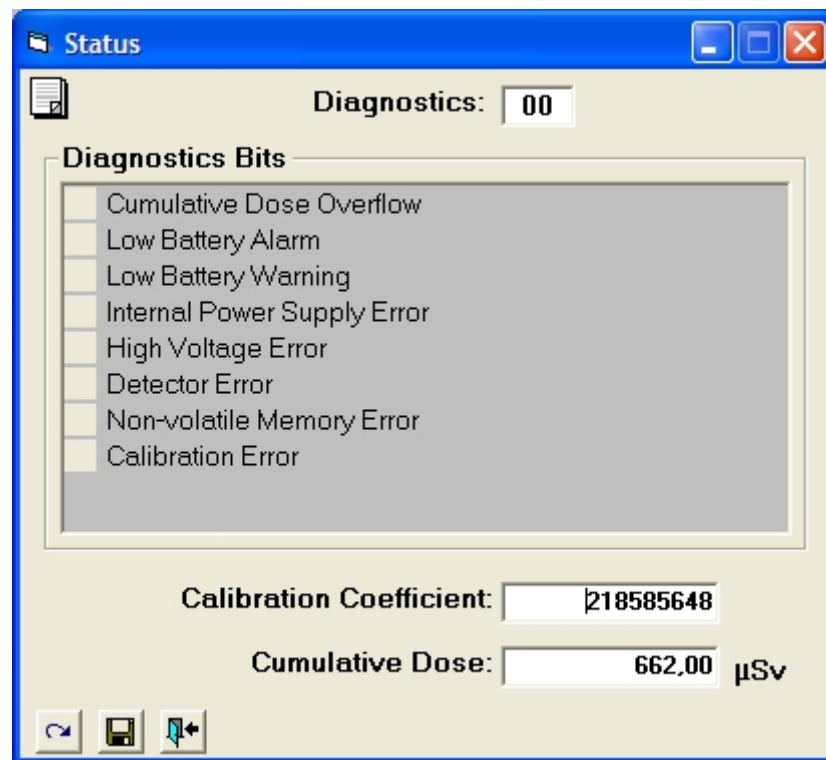 Status
Diagnostics: 00
Diagnostics Bits
Cumulative Dose Overflow
Low Battery Alarm
Low Battery Warning
Internal Power Supply Error
High Voltage Error
Detector Error
Non-volatile Memory Error
Calibration Error
Calibration Coefficient: 218585648
Cumulative Dose: 662,00 µSv